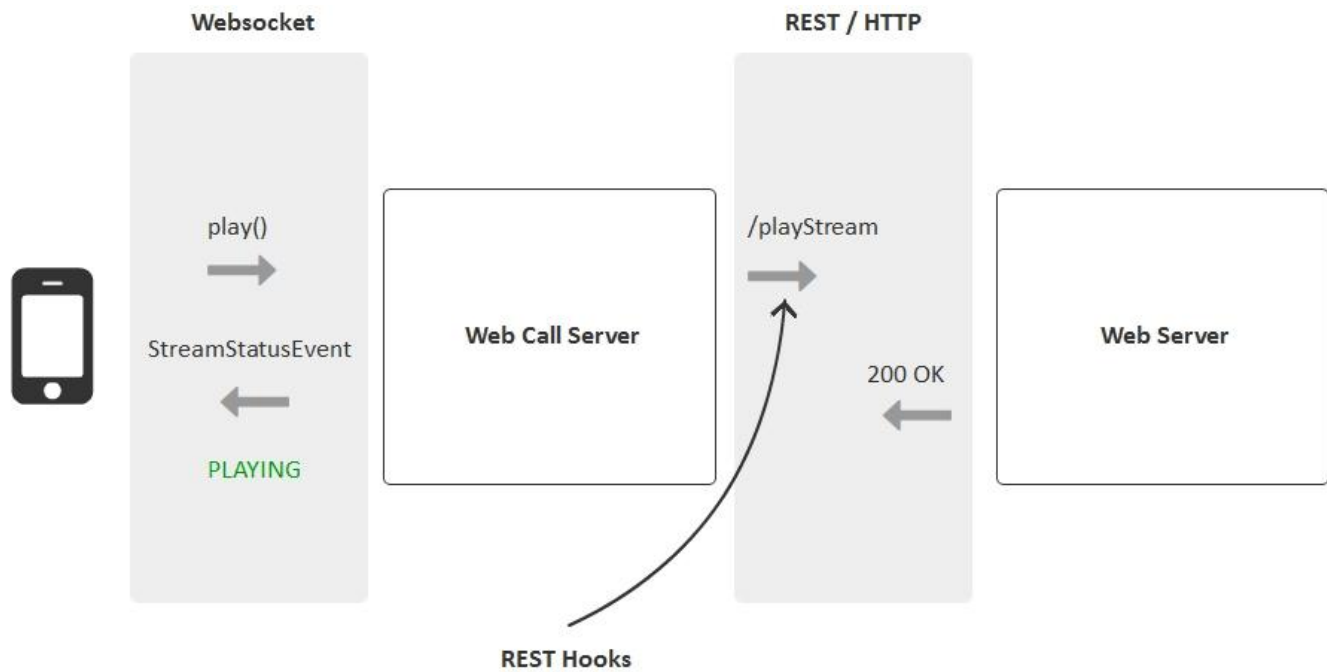 Websocket
REST / HTTP
play()
/playStream
StreamStatusEvent
Web Call Server
Web Server
200 OK
PLAYING
REST Hooks